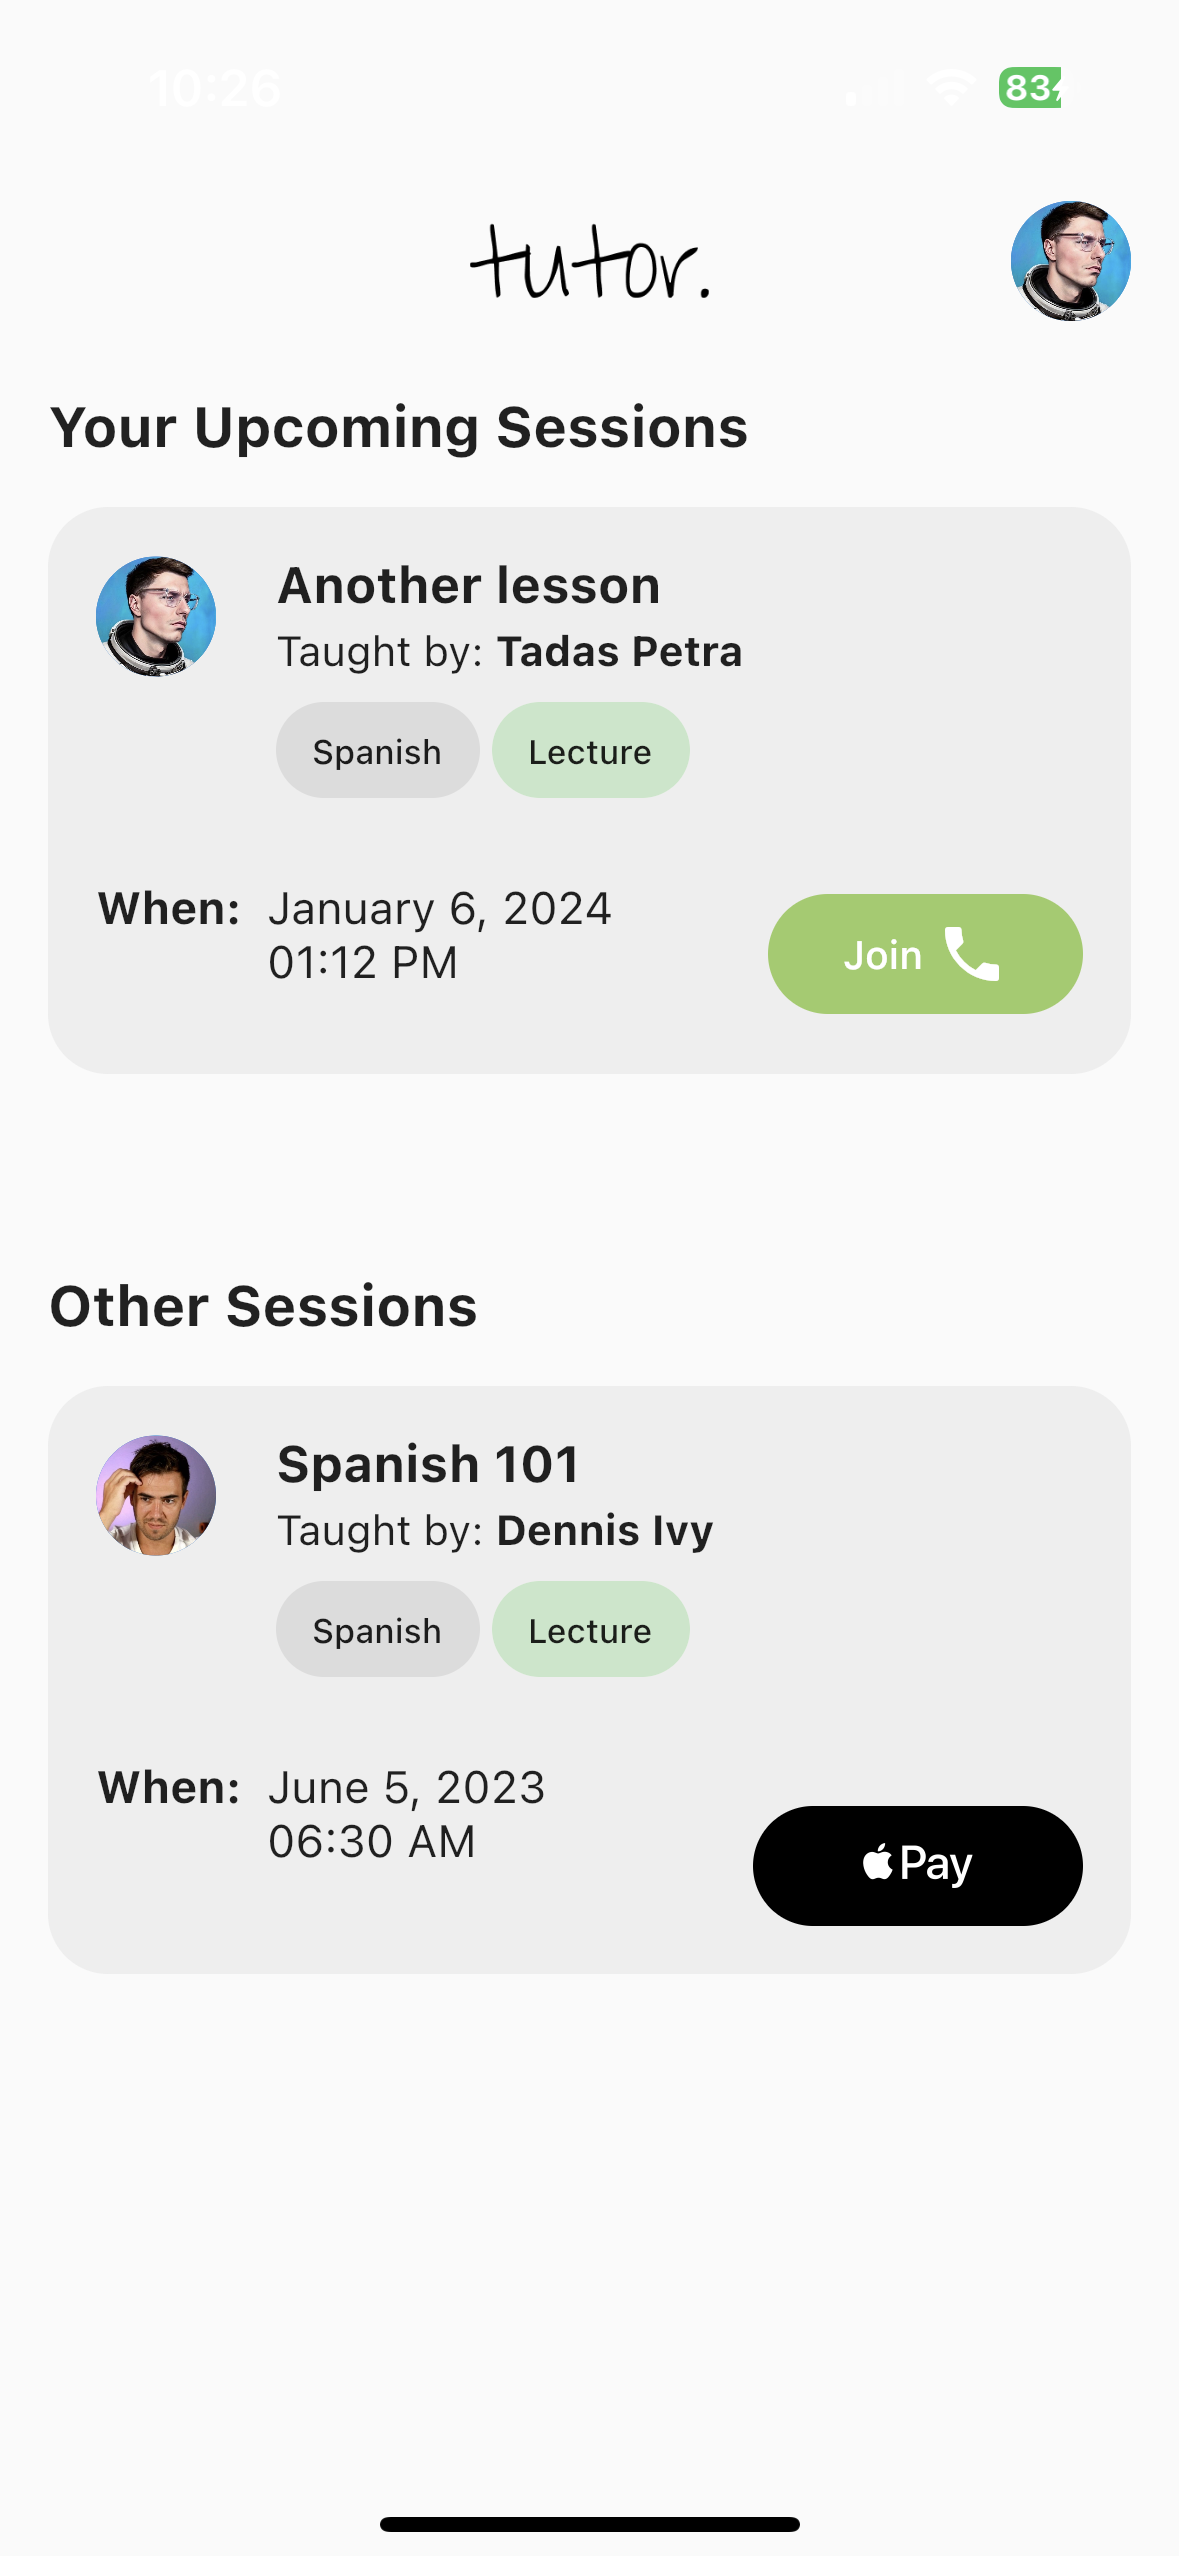 10:26
83
tutor.
Your Upcoming Sessions
Another lesson
Taught by: Tadas Petra
Spanish Lecture
When: January 6, 2024
01:12 PM
Join
Other Sessions
Spanish 101
Taught by: Dennis Ivy
Spanish Lecture
When: June 5, 2023
06:30 AM
Pay